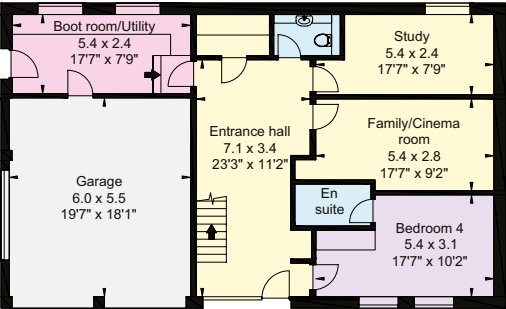 Boot room/Utility
5.4 x 2.4
17'7" x 7'9"
Study
5.4 x 2.4
17'7" x 7'9"
Entrance hall
7.1 x 3.4
23'3" x 11'2"
Family/Cinema
room
5.4 x 2.8
17'7" x 9'2"
Garage
6.0 x 5.5
19'7" x 18'1"
En
suite
Bedroom 4
5.4 x 3.1
17'7" x 10'2"